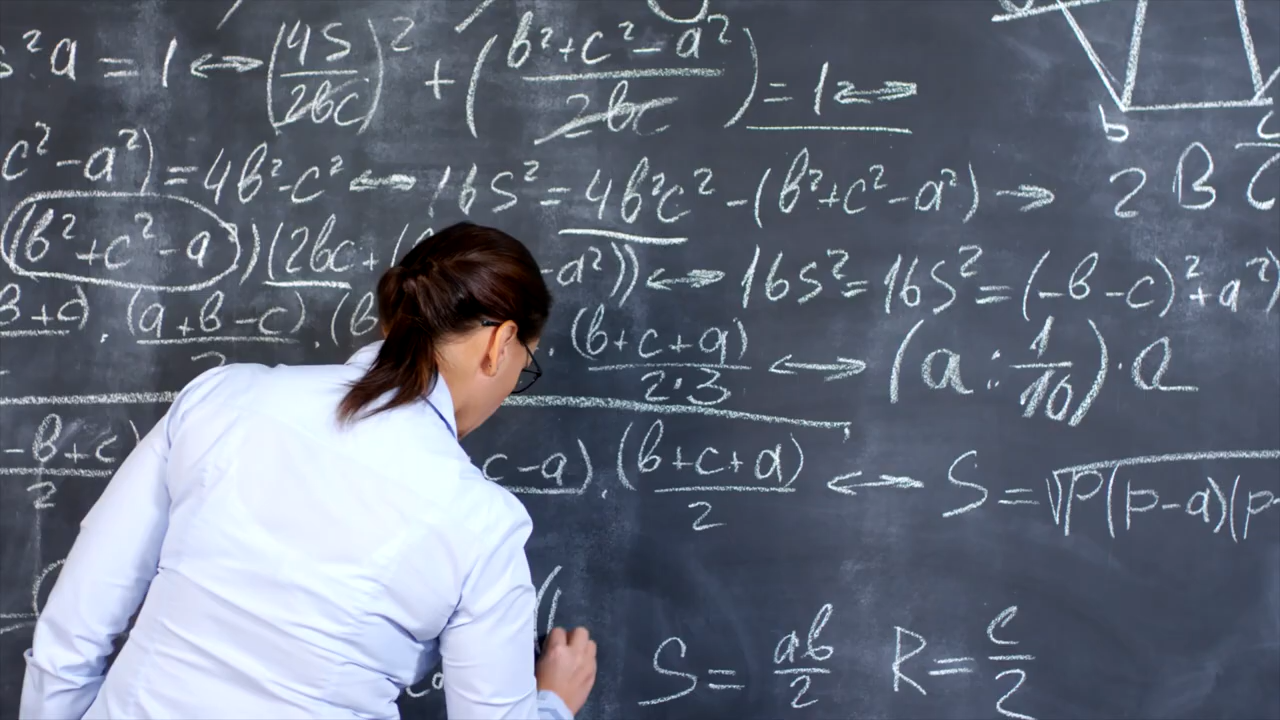 s²a = 1 ↔ (4S/2bc)² + (b²+c²-a²/2bc) = 1 ↔
b
c²-a²) = 4b²-c² ↔ 16S² = 4b²c² - (b²+c²-a²) → 2 B C
(b²+c²-a))(2bc+ -a²)) ↔ 16S² = 16S² = (-b-c)² + a²)
B+c) · (a+b-c) · (b · (b+c+a)/2·3 ↔ (a : 1/10) · a
-b+c/2 c-a) · (b+c+a)/2 ↔ S = √p(p-a)(p-
S = ab/2 R = c/2